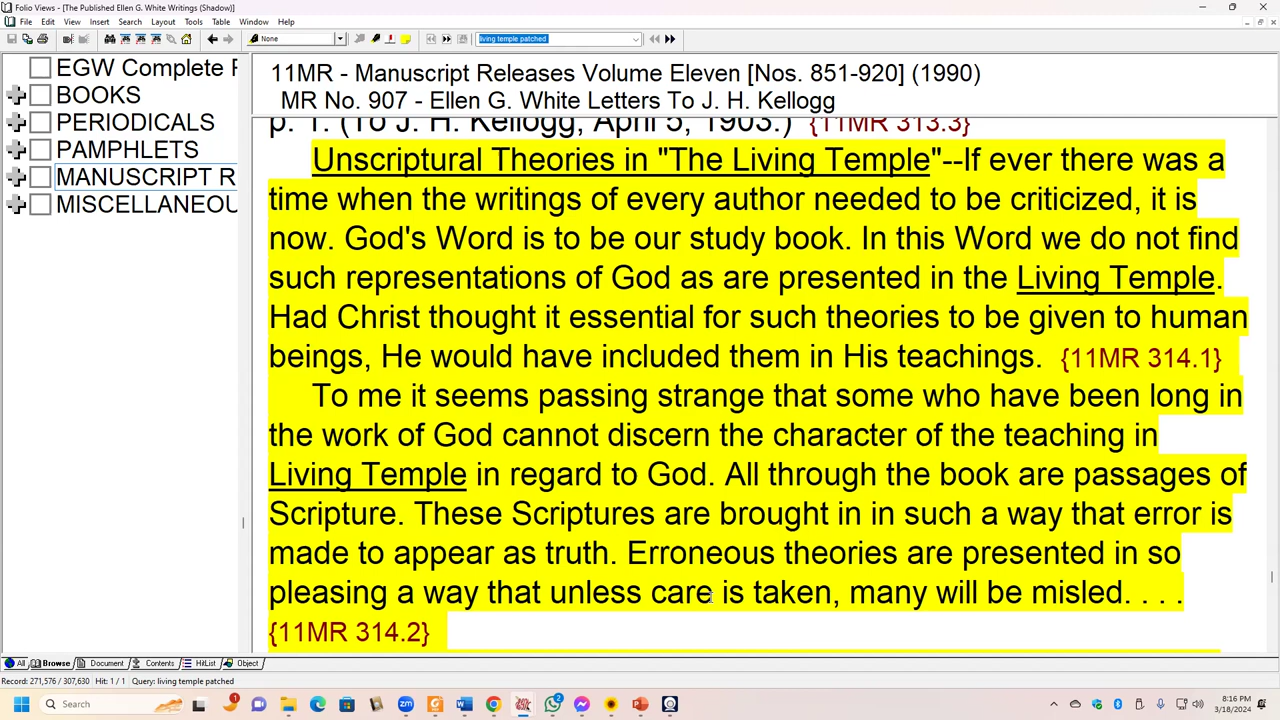 Folio Views - [The Published Ellen G. White Writings (Shadow)]
File Edit View Insert Search Layout Tools Table Window Help
None
living temple patched
EGW Complete P
BOOKS
PERIODICALS
PAMPHLETS
MANUSCRIPT R
MISCELLANEOU
11MR - Manuscript Releases Volume Eleven [Nos. 851-920] (1990)
MR No. 907 - Ellen G. White Letters To J. H. Kellogg
p. 1. (To J. H. Kellogg, April 5, 1903.) {11MR 313.3}
Unscriptural Theories in "The Living Temple"--If ever there was a
time when the writings of every author needed to be criticized, it is
now. God's Word is to be our study book. In this Word we do not find
such representations of God as are presented in the Living Temple.
Had Christ thought it essential for such theories to be given to human
beings, He would have included them in His teachings. {11MR 314.1}
To me it seems passing strange that some who have been long in
the work of God cannot discern the character of the teaching in
Living Temple in regard to God. All through the book are passages of
Scripture. These Scriptures are brought in in such a way that error is
made to appear as truth. Erroneous theories are presented in so
pleasing a way that unless care is taken, many will be misled. . . .
{11MR 314.2}
All Browse Document Contents HitList Object
Record: 271,576 / 307,630 Hit: 1 / 1 Query: living temple patched
Search
1
2
8:16 PM
3/18/2024